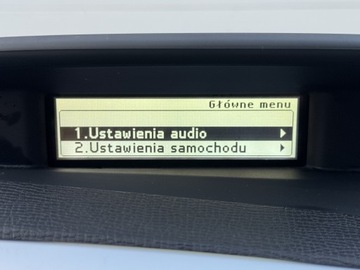 Główne menu
1.Ustawienia audio
2.Ustawienia samochodu